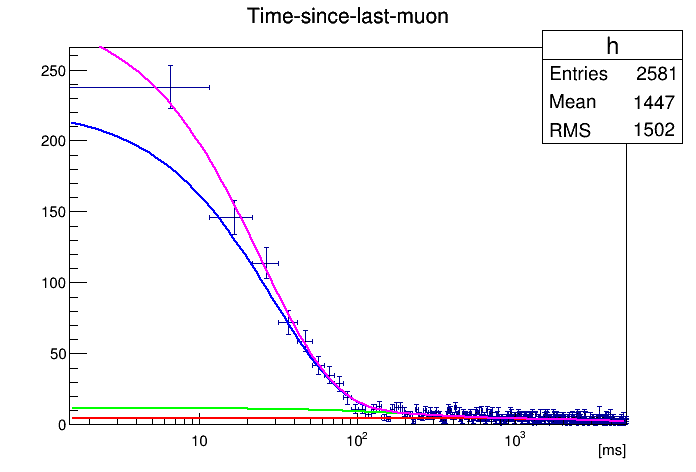 Time-since-last-muon
h
Entries 2581
Mean 1447
RMS 1502
250
200
150
100
50
0
10 10² 10³
[ms]